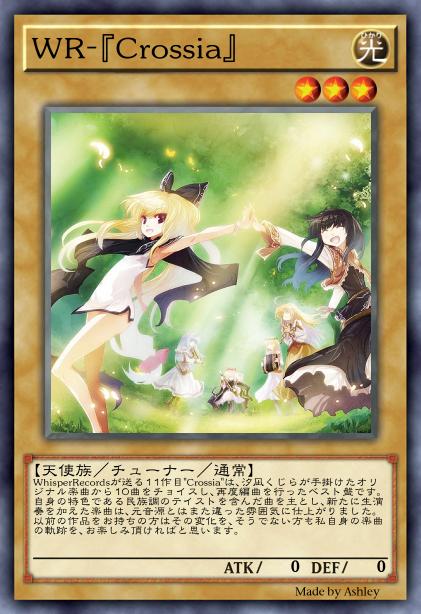 WR-『Crossia』
ひかり
光
【天使族／チューナー／通常】
WhisperRecordsが送る11作目"Crossia"は、汐凪くじらが手掛けたオリ
ジナル楽曲から10曲をチョイスし、再度編曲を行ったベスト盤です。
自身の特色である民族調のテイストを含んだ曲を主とし、新たに生演
奏を加えた楽曲は、元音源とはまた違った雰囲気に仕上がりました。
以前の作品をお持ちの方はその変化を、そうでない方も私自身の楽曲
の軌跡を、お楽しみ頂ければと思います。
ATK/ 0 DEF/ 0
Made by Ashley